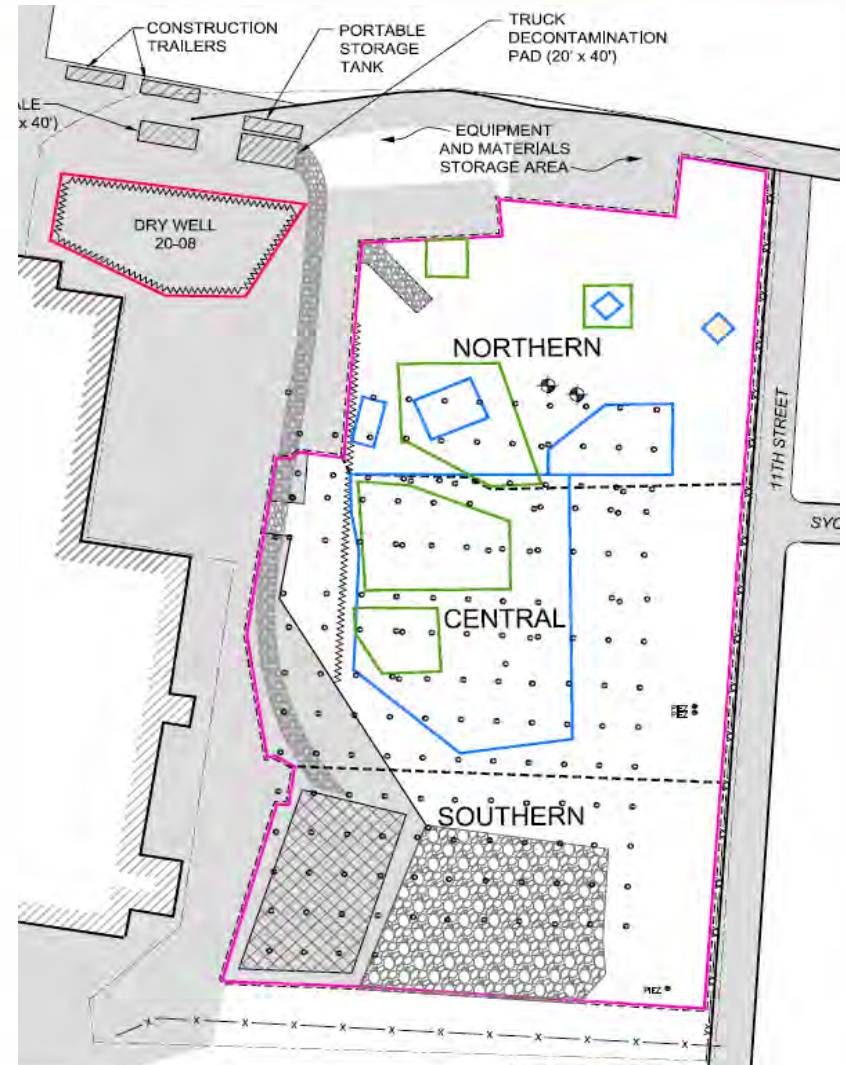 CONSTRUCTION
TRAILERS
PORTABLE
STORAGE
TANK
TRUCK
DECONTAMINATION
PAD (20' x 40')
ALE
x 40')
EQUIPMENT
AND MATERIALS
STORAGE AREA
DRY WELL
20-08
NORTHERN
11TH STREET
SYC
CENTRAL
SOUTHERN
PIEZ